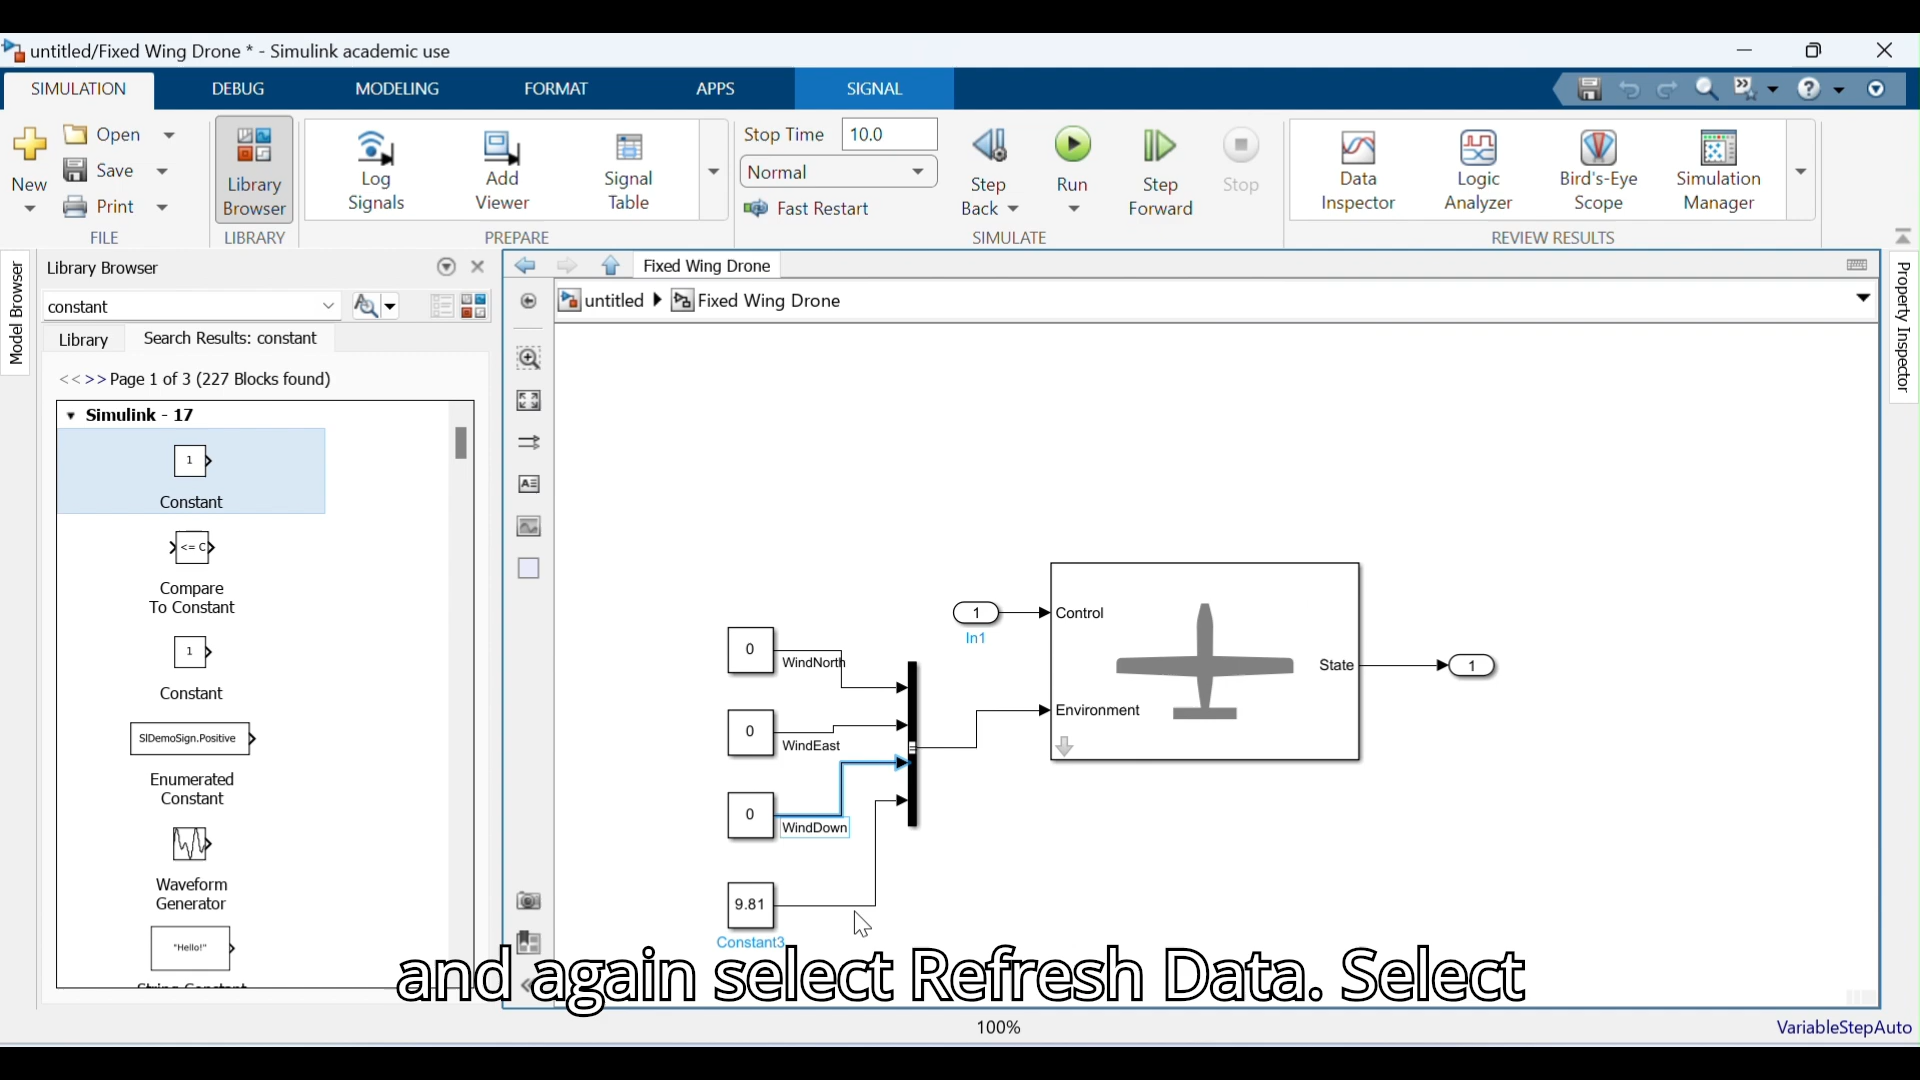 untitled/Fixed Wing Drone * - Simulink academic use
SIMULATION
DEBUG
MODELING
FORMAT
APPS
SIGNAL
New
Open
Save
Print
FILE
Library
Browser
LIBRARY
Log
Signals
Add
Viewer
Signal
Table
PREPARE
Stop Time 10.0
Normal
Fast Restart
Step
Back
Run
Step
Forward
Stop
SIMULATE
Data
Inspector
Logic
Analyzer
Bird's-Eye
Scope
Simulation
Manager
REVIEW RESULTS
Model Browser
Library Browser
constant
Library
Search Results: constant
<< >> Page 1 of 3 (227 Blocks found)
Simulink - 17
1
Constant
<= C
Compare
To Constant
1
Constant
SlDemoSign.Positive
Enumerated
Constant
Waveform
Generator
"Hello!"
String Constant
Fixed Wing Drone
untitled
Fixed Wing Drone
Property Inspector
1
In1
Control
Environment
State
1
0
WindNorth
0
WindEast
0
WindDown
9.81
Constant3
and again select Refresh Data. Select
100%
VariableStepAuto